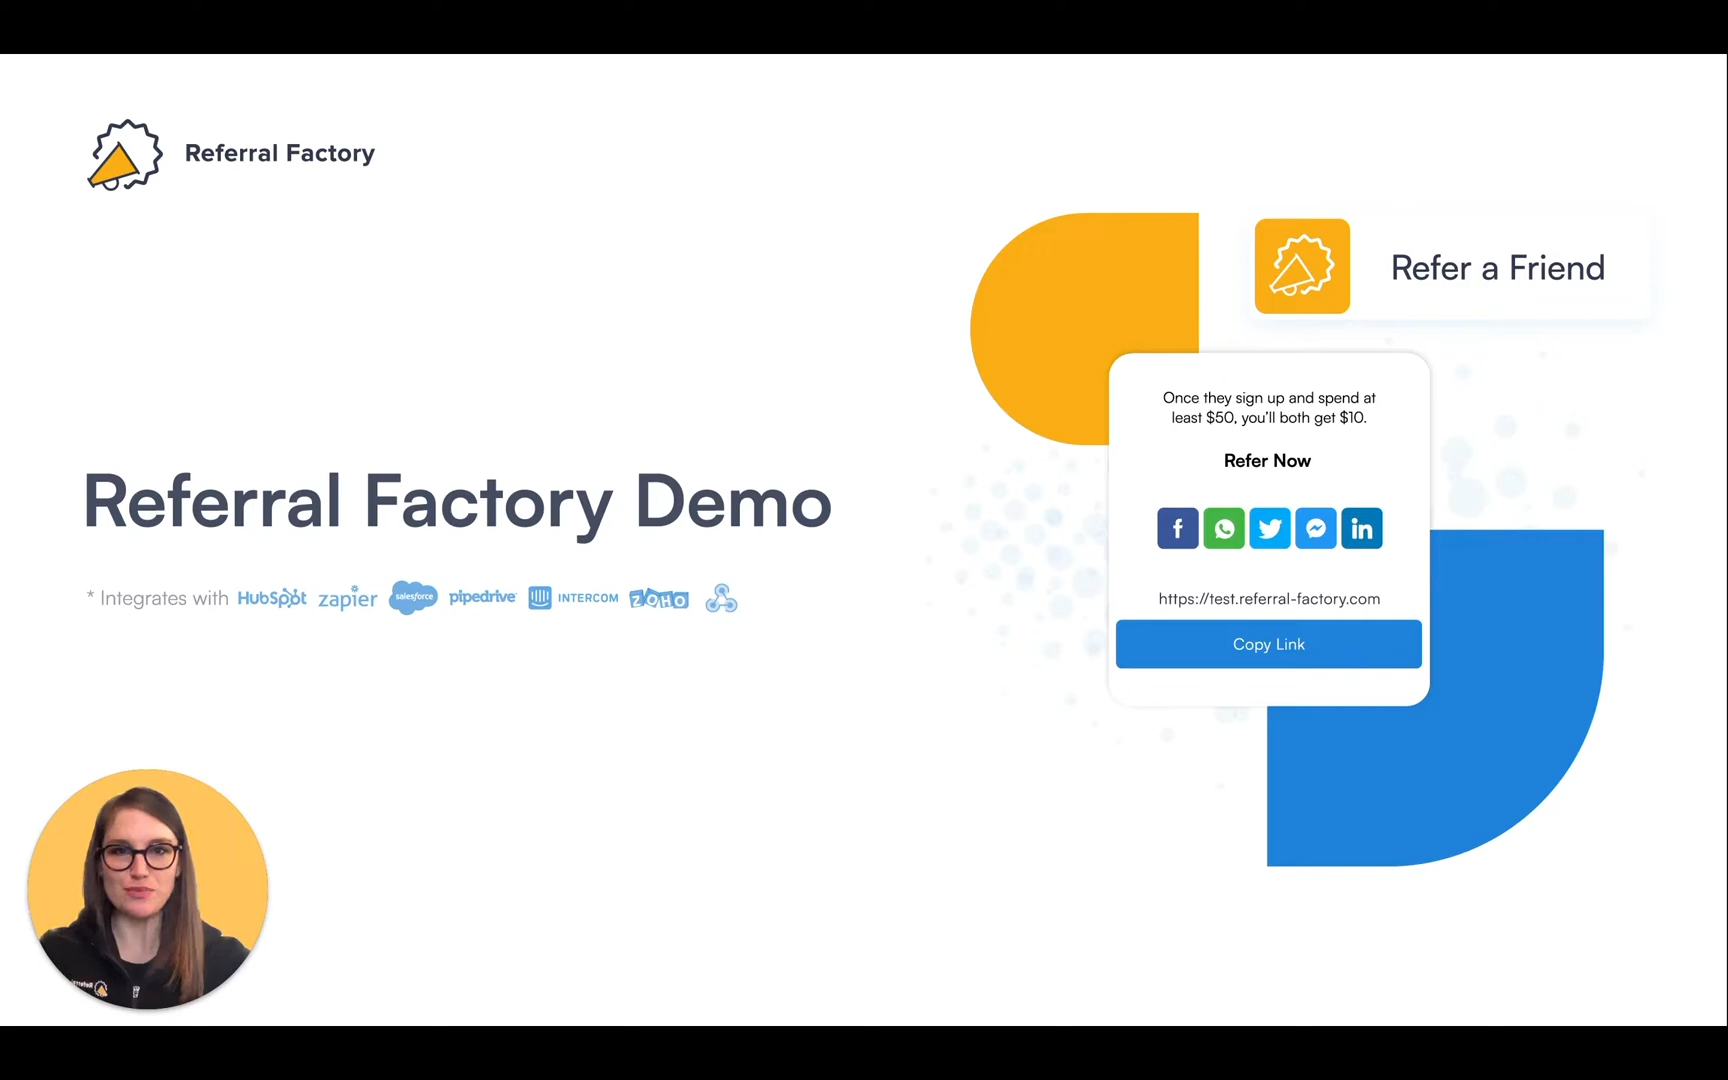 Referral Factory
Refer a Friend
Once they sign up and spend at
least $50, you'll both get $10.
Refer Now
https://test.referral-factory.com
Copy Link
Referral Factory Demo
* Integrates with HubSpot zapier salesforce pipedrive INTERCOM ZOHO